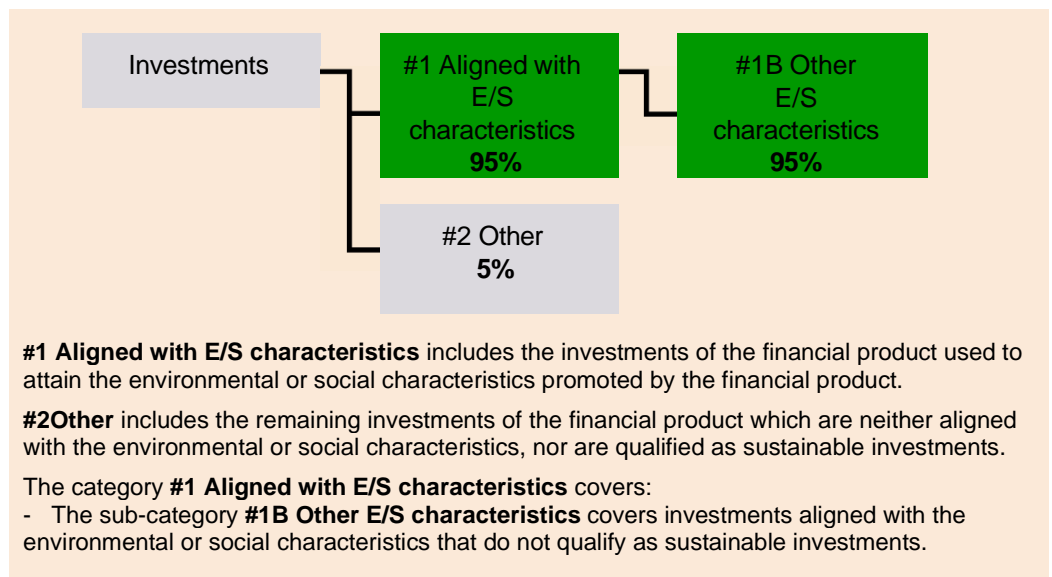 Investments
#1 Aligned with
E/S
characteristics
95%
#1B Other
E/S
characteristics
95%
#2 Other
5%
#1 Aligned with E/S characteristics includes the investments of the financial product used to
attain the environmental or social characteristics promoted by the financial product.
#2Other includes the remaining investments of the financial product which are neither aligned
with the environmental or social characteristics, nor are qualified as sustainable investments.
The category #1 Aligned with E/S characteristics covers:
- The sub-category #1B Other E/S characteristics covers investments aligned with the
environmental or social characteristics that do not qualify as sustainable investments.